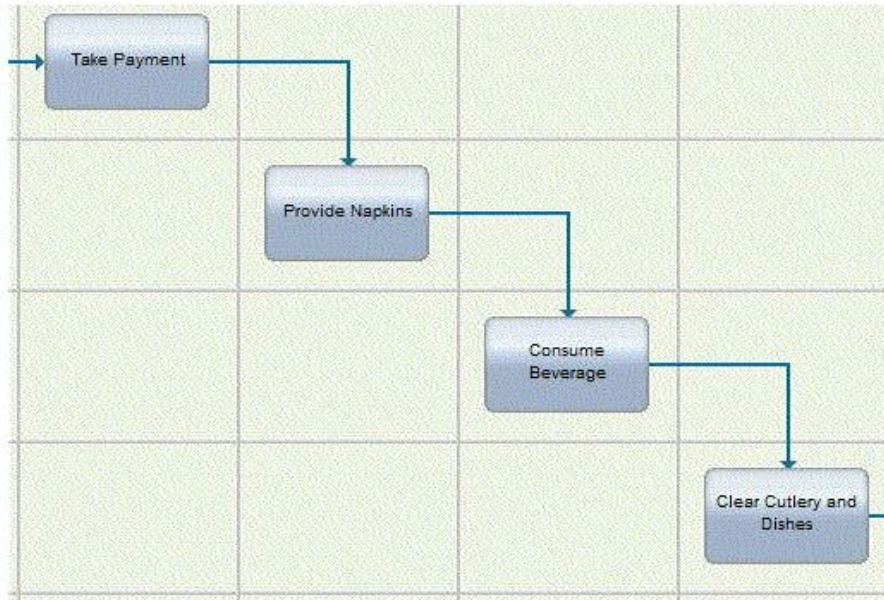 Take Payment
Provide Napkins
Consume
Beverage
Clear Cutlery and
Dishes